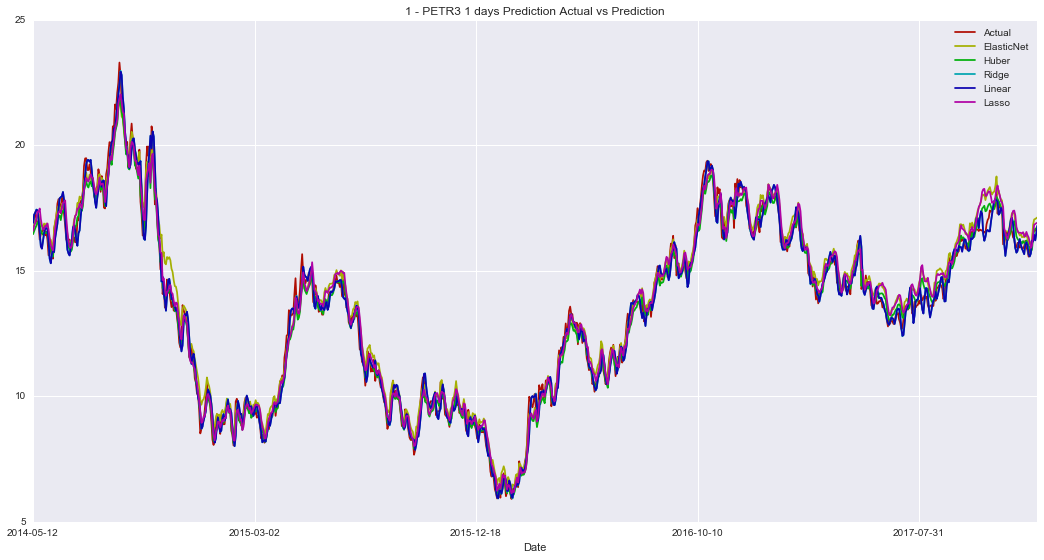 1 - PETR3 1 days Prediction Actual vs Prediction
25
20
15
10
5
Actual
ElasticNet
Huber
Ridge
Linear
Lasso
2014-05-12
2015-03-02
2015-12-18
2016-10-10
2017-07-31
Date